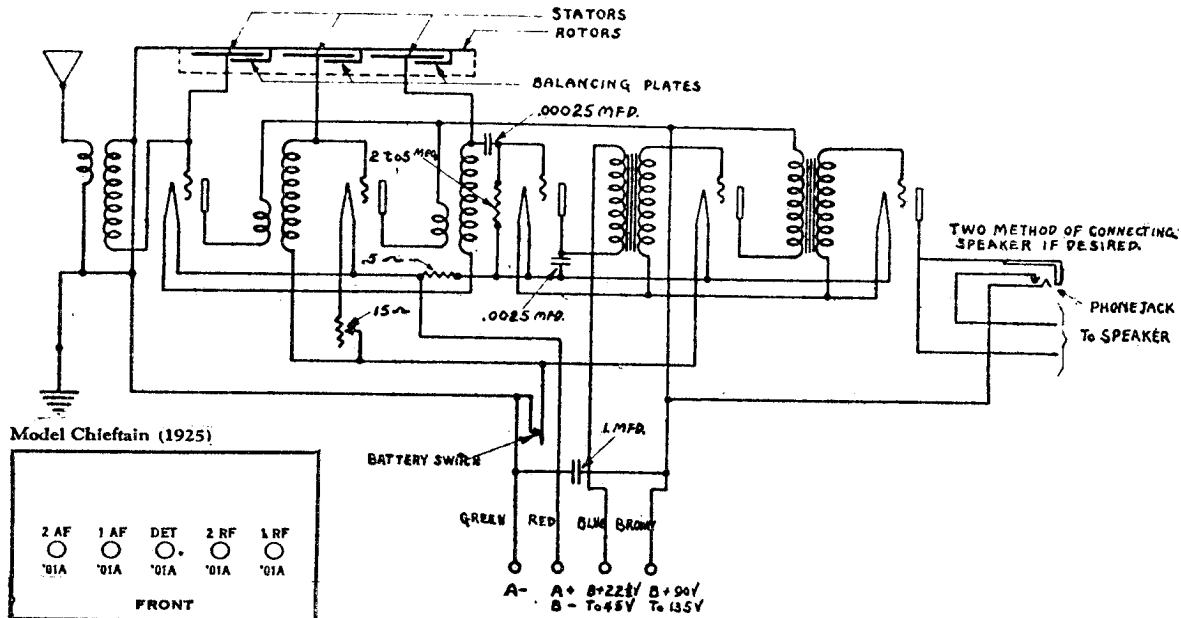 STATORS
ROTORS
BALANCING PLATES
.00025 MFD.
2 TO 5 MEG
.5 ~
15 ~
.0025 MFD.
TWO METHOD OF CONNECTING
SPEAKER IF DESIRED.
PHONE JACK
TO SPEAKER
Model Chieftain (1925)
BATTERY SWITCH
1. MFD.
GREEN RED BLUE BROWN
2 AF 1 AF DET 2 RF 1 RF
'01A '01A '01A '01A '01A
FRONT
A- A+ B+22½V B+90V
B- TO 45V TO 135V